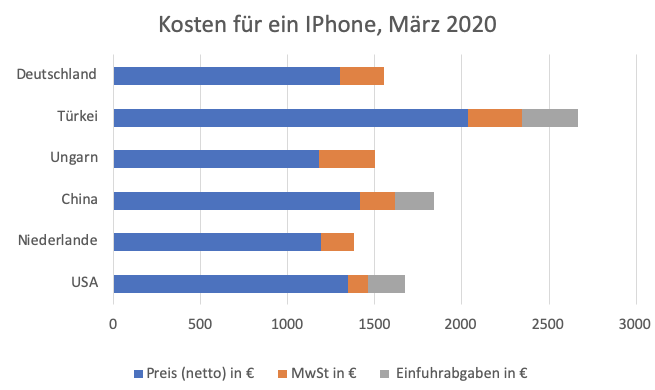 Kosten für ein IPhone, März 2020
Deutschland
Türkei
Ungarn
China
Niederlande
USA
0 500 1000 1500 2000 2500 3000
Preis (netto) in € MwSt in € Einfuhrabgaben in €